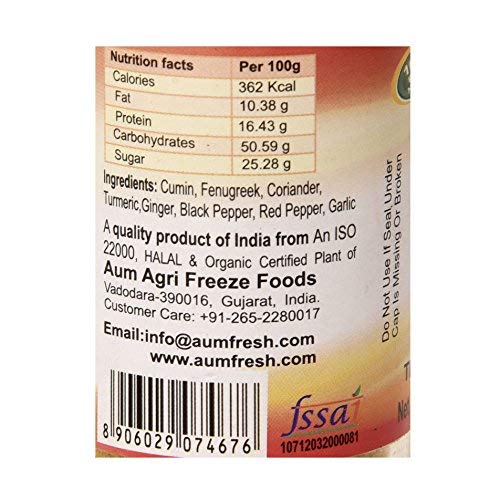 Nutrition facts Per 100g
Calories 362 Kcal
Fat 10.38 g
Protein 16.43 g
Carbohydrates 50.59 g
Sugar 25.28 g
Ingredients: Cumin, Fenugreek, Coriander,
Turmeric,Ginger, Black Pepper, Red Pepper, Garlic
A quality product of India from An ISO
22000, HALAL & Organic Certified Plant of
Aum Agri Freeze Foods
Vadodara-390016, Gujarat, India.
Customer Care: +91-265-2280017
Email:info@aumfresh.com
www.aumfresh.com
8 906029 074676
fssai
10712032000081
Do Not Use If Seal Under
Cap Is Missing Or Broken